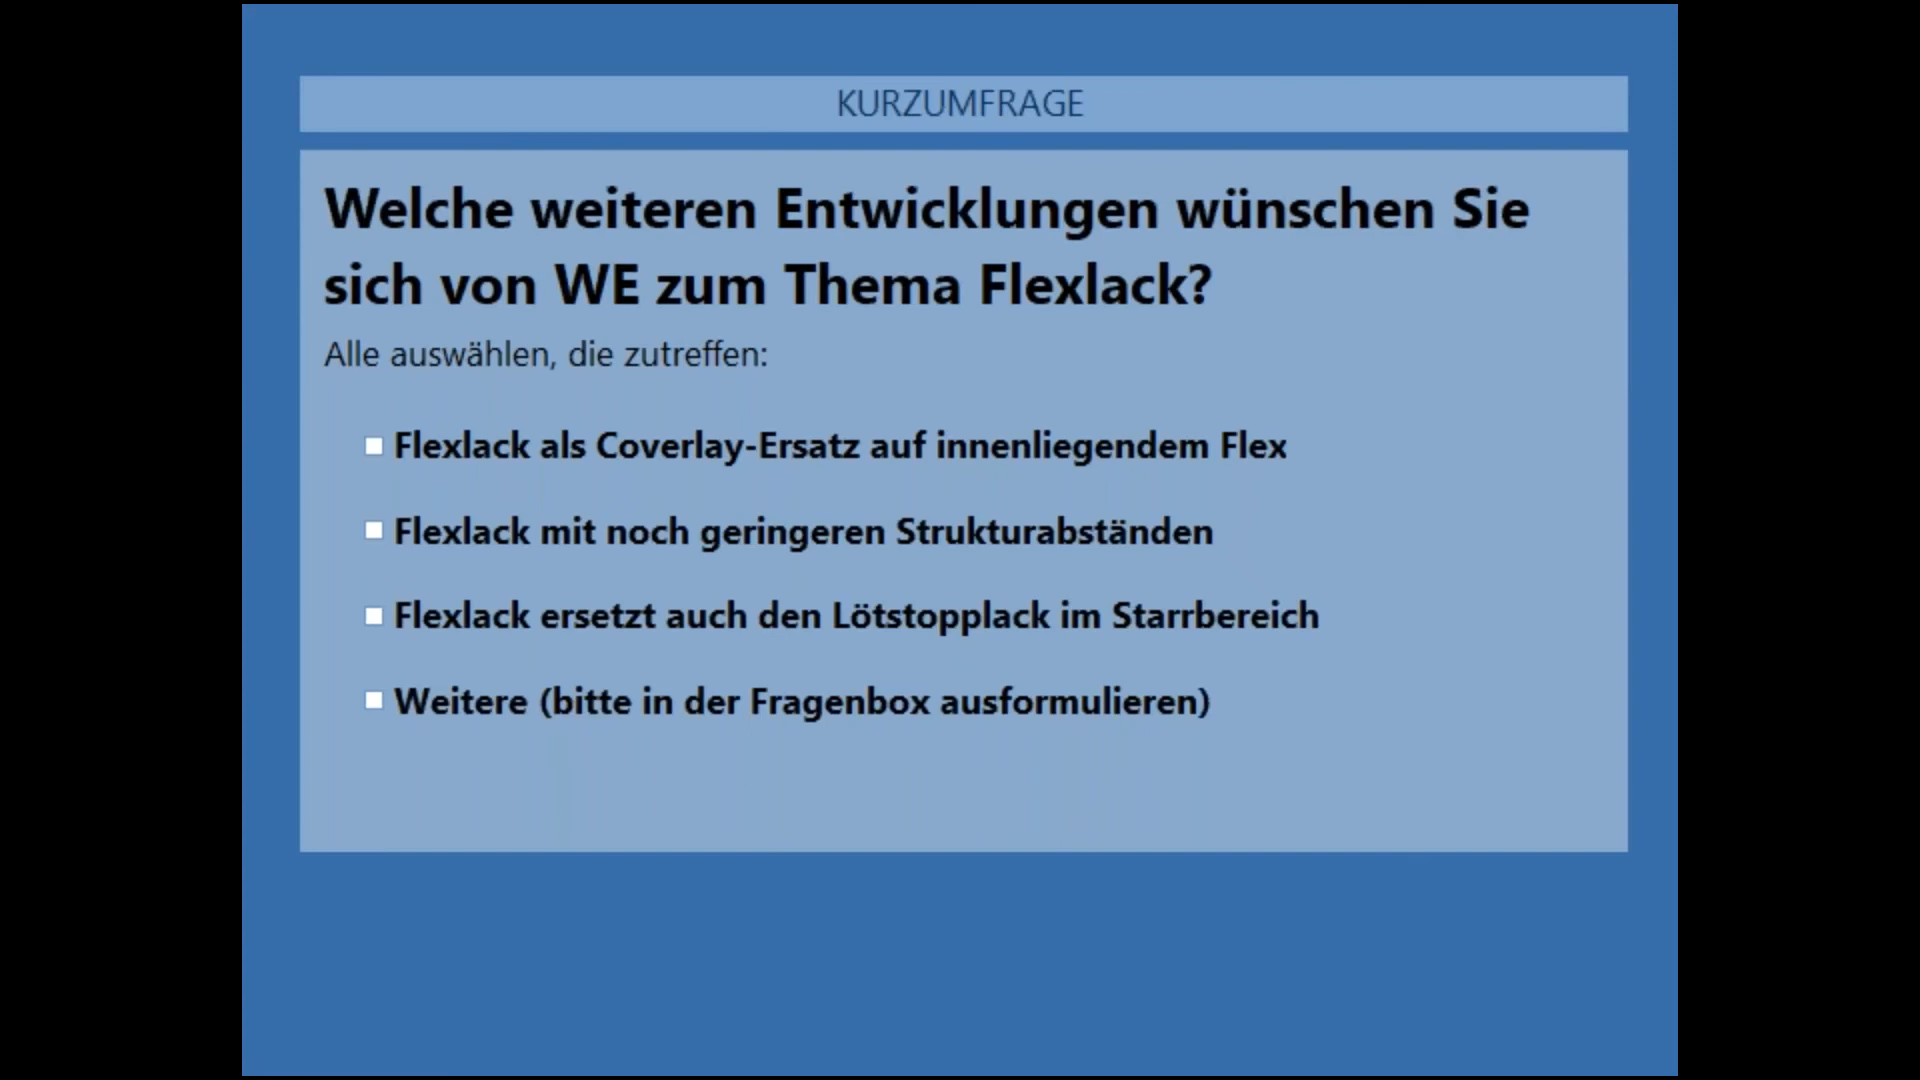 KURZUMFRAGE
Welche weiteren Entwicklungen wünschen Sie
sich von WE zum Thema Flexlack?
Alle auswählen, die zutreffen:
Flexlack als Coverlay-Ersatz auf innenliegendem Flex
Flexlack mit noch geringeren Strukturabständen
Flexlack ersetzt auch den Lötstopplack im Starrbereich
Weitere (bitte in der Fragenbox ausformulieren)